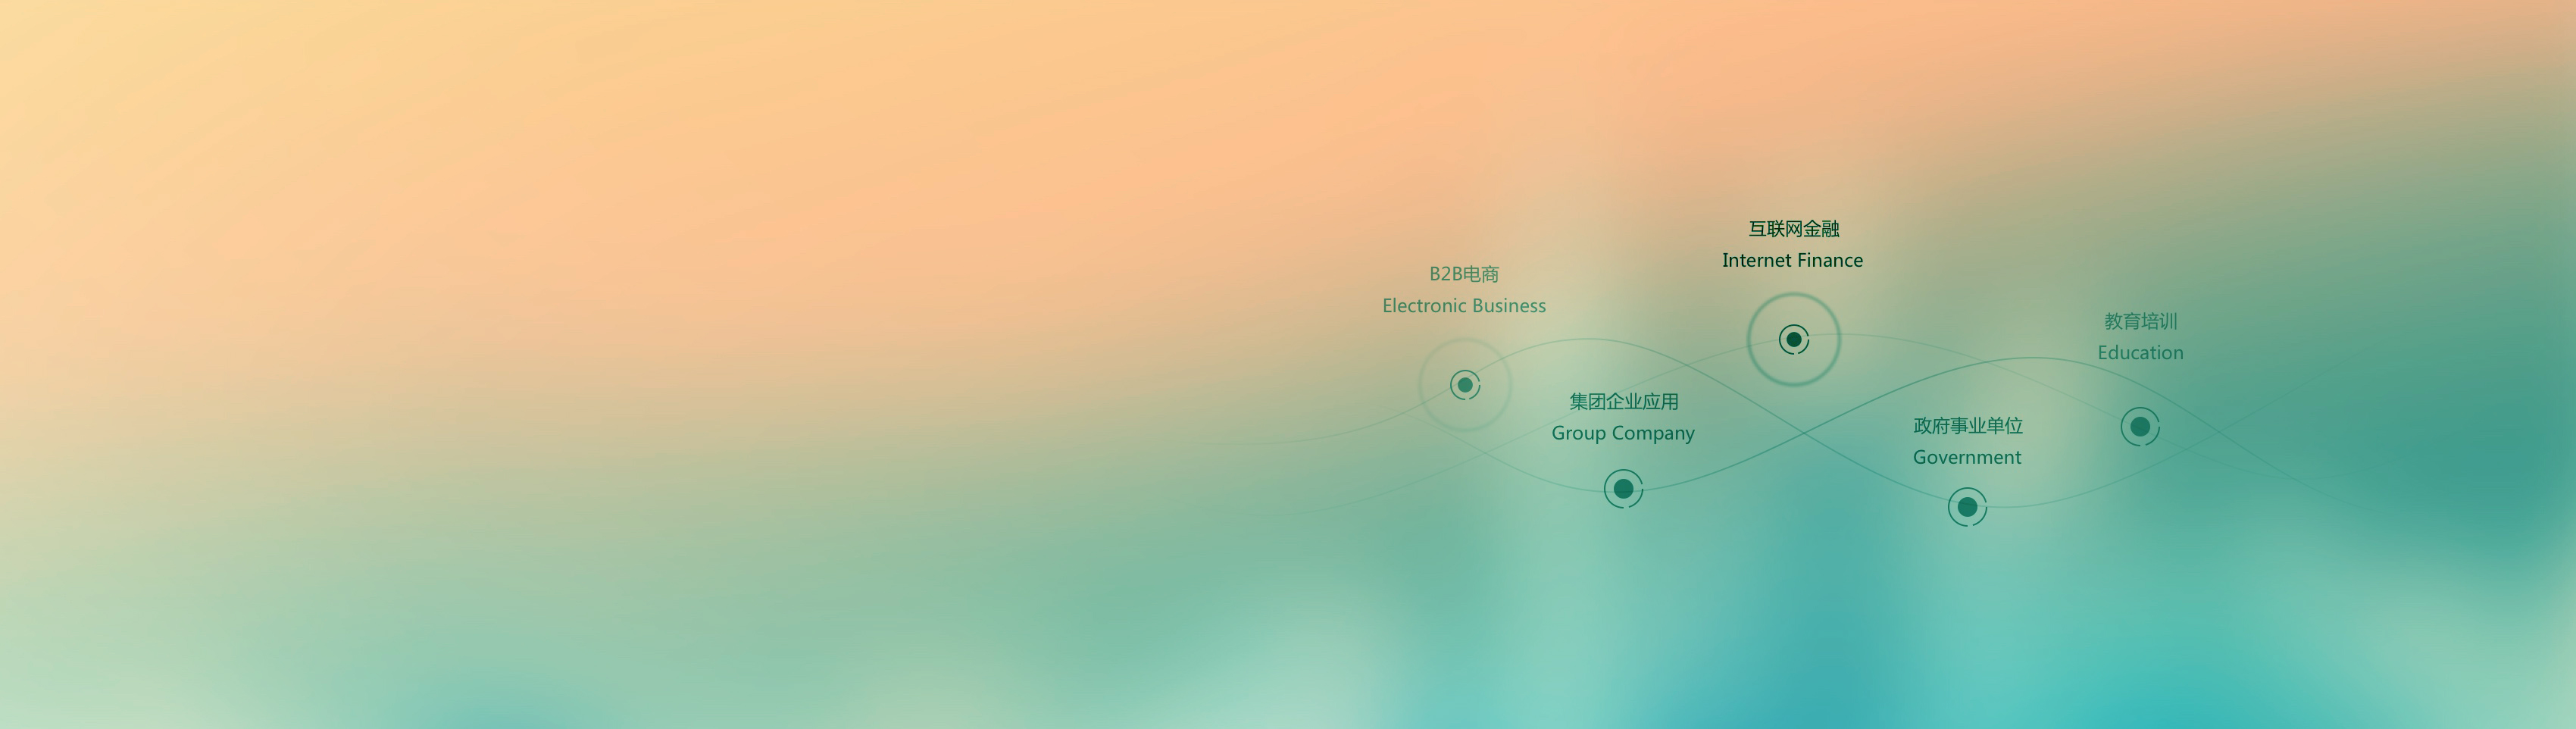 B2B电商
Electronic Business
集团企业应用
Group Company
互联网金融
Internet Finance
政府事业单位
Government
教育培训
Education